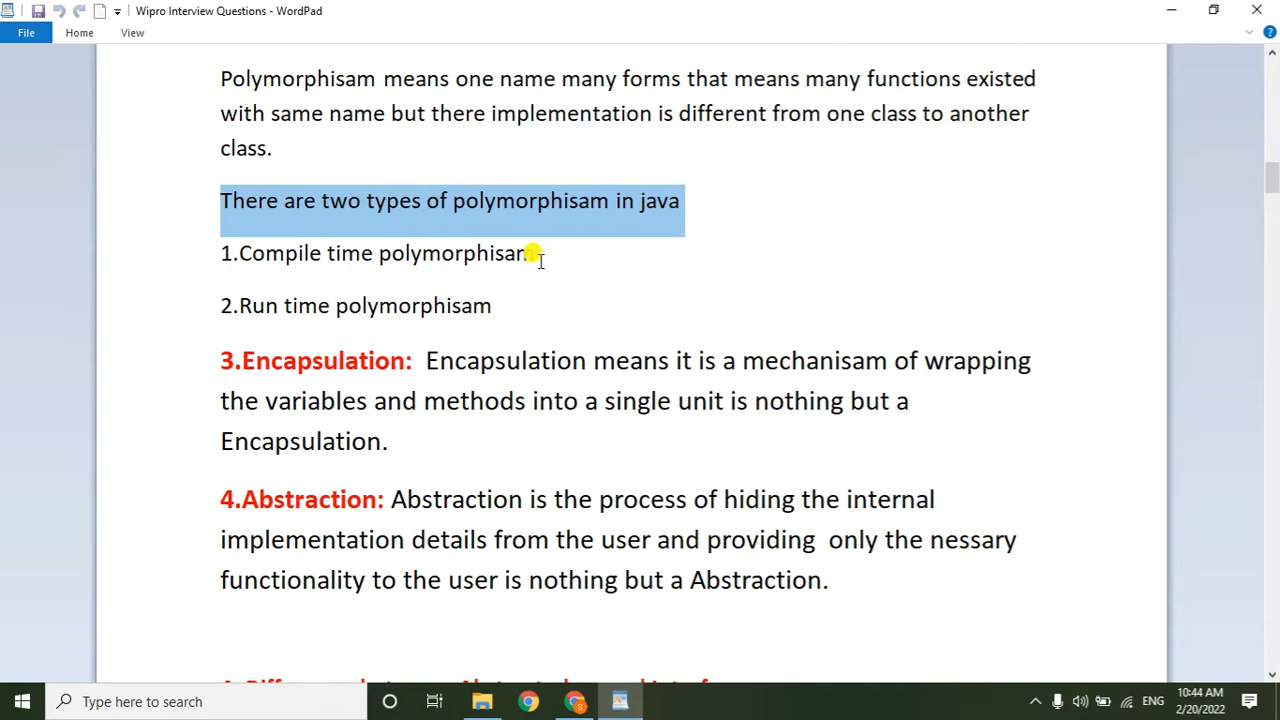 Wipro Interview Questions - WordPad
File Home View
Polymorphisam means one name many forms that means many functions existed
with same name but there implementation is different from one class to another
class.
There are two types of polymorphisam in java
1.Compile time polymorphisam
2.Run time polymorphisam
3.Encapsulation: Encapsulation means it is a mechanisam of wrapping
the variables and methods into a single unit is nothing but a
Encapsulation.
4.Abstraction: Abstraction is the process of hiding the internal
implementation details from the user and providing only the nessary
functionality to the user is nothing but a Abstraction.
Type here to search
ENG
10:44 AM
2/20/2022